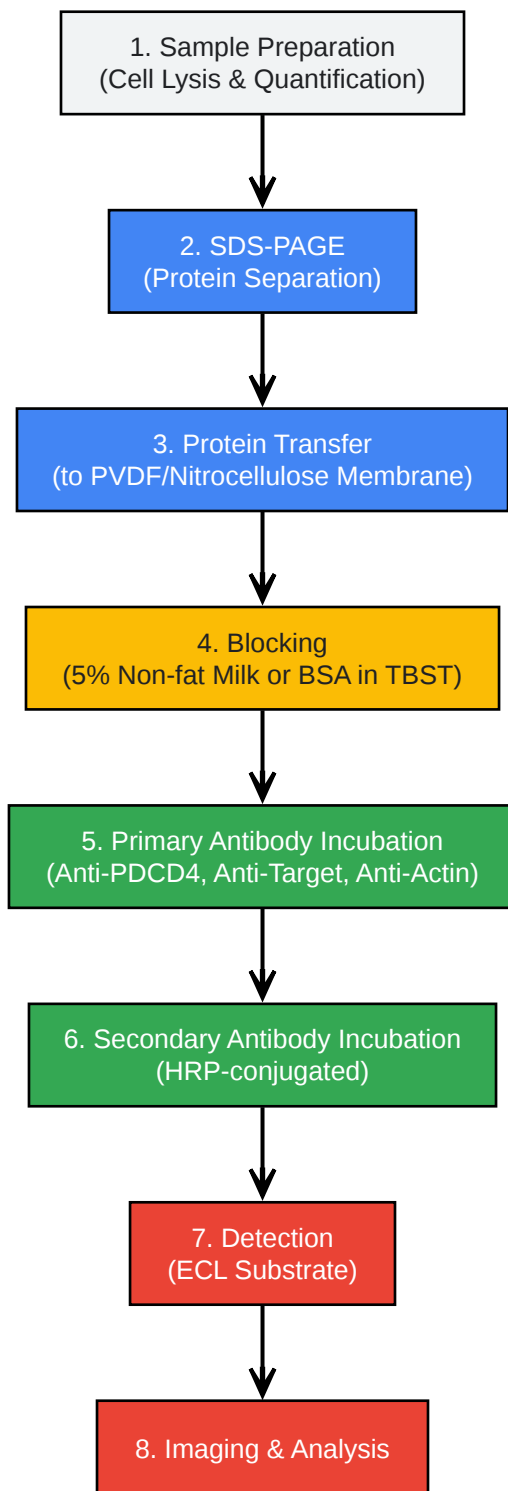 1. Sample Preparation
(Cell Lysis & Quantification)
2. SDS-PAGE
(Protein Separation)
3. Protein Transfer
(to PVDF/Nitrocellulose Membrane)
4. Blocking
(5% Non-fat Milk or BSA in TBST)
5. Primary Antibody Incubation
(Anti-PDCD4, Anti-Target, Anti-Actin)
6. Secondary Antibody Incubation
(HRP-conjugated)
7. Detection
(ECL Substrate)
8. Imaging & Analysis